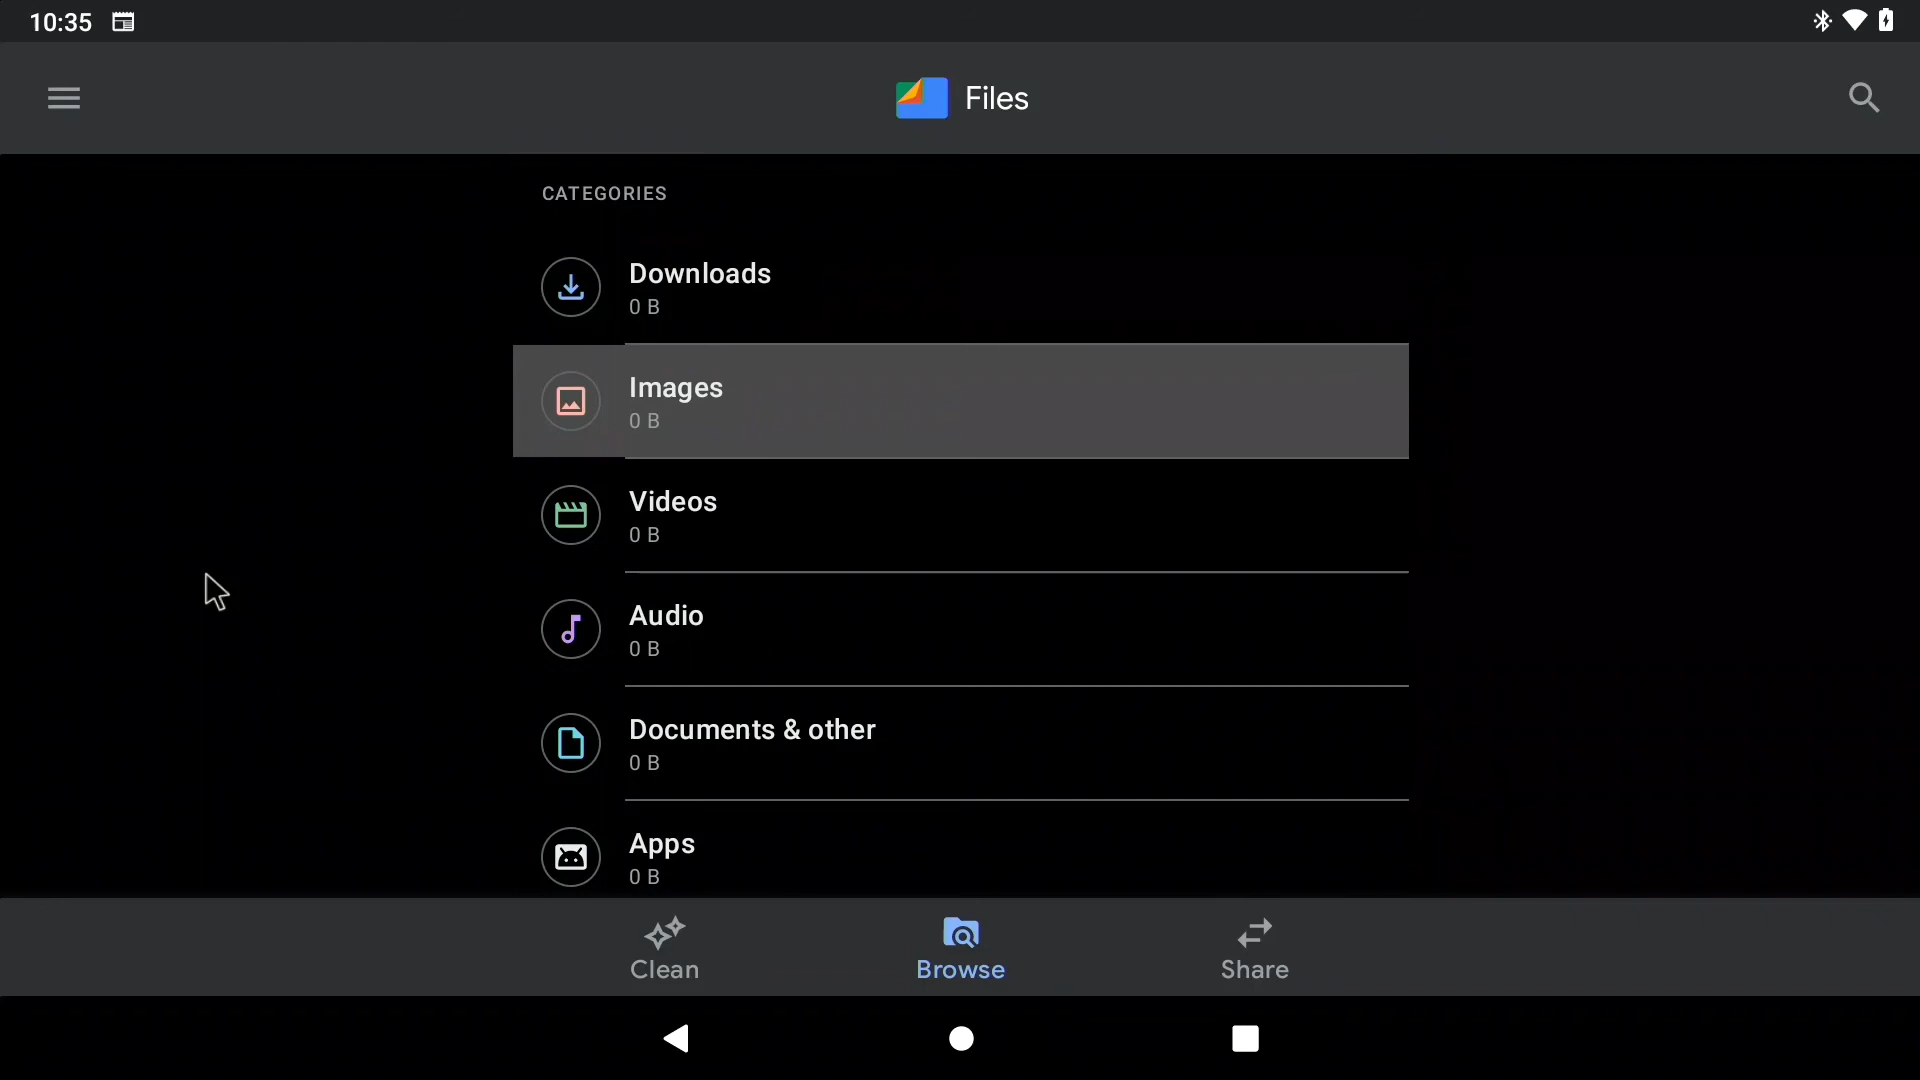 10:35
Files
CATEGORIES
Downloads
0 B
Images
0 B
Videos
0 B
Audio
0 B
Documents & other
0 B
Apps
0 B
Clean
Browse
Share